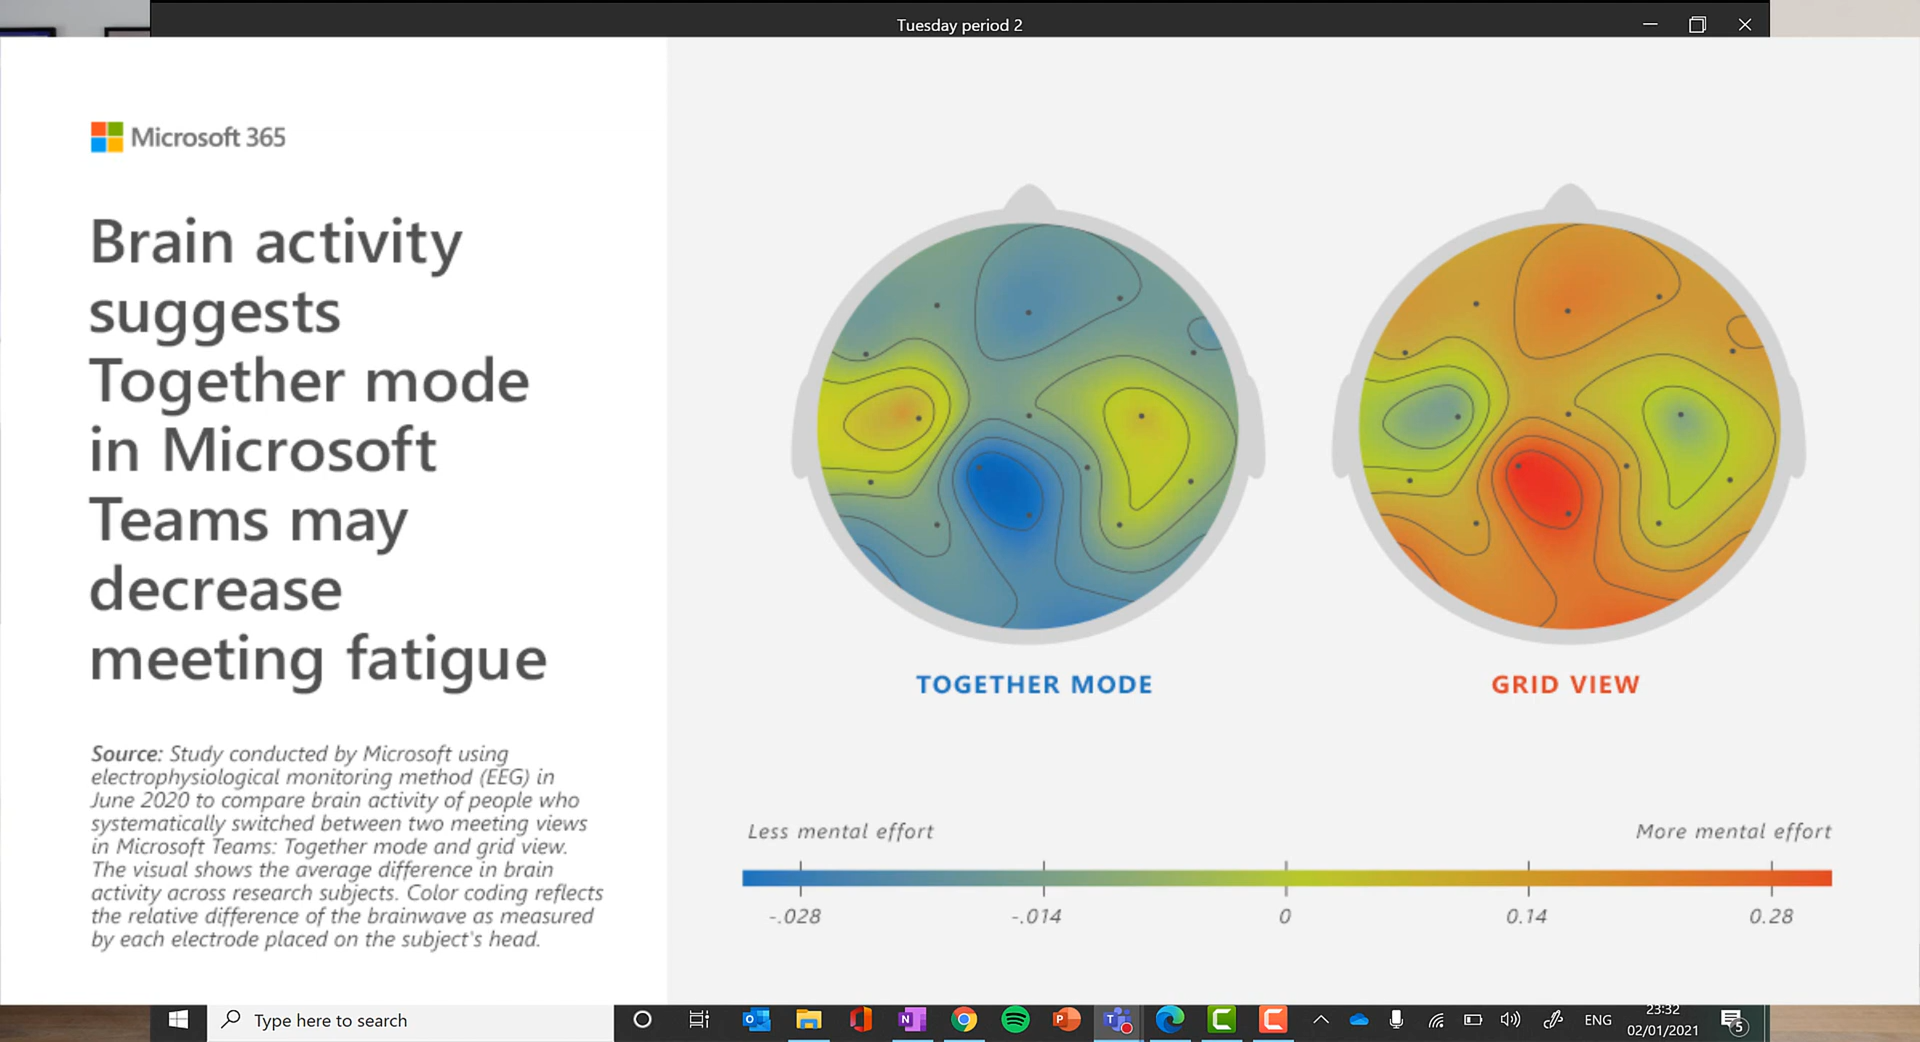 Tuesday period 2
Microsoft 365
Brain activity
suggests
Together mode
in Microsoft
Teams may
decrease
meeting fatigue
Source: Study conducted by Microsoft using
electrophysiological monitoring method (EEG) in
June 2020 to compare brain activity of people who
systematically switched between two meeting views
in Microsoft Teams: Together mode and grid view.
The visual shows the average difference in brain
activity across research subjects. Color coding reflects
the relative difference of the brainwave as measured
by each electrode placed on the subject's head.
TOGETHER MODE
GRID VIEW
Less mental effort
More mental effort
-.028
-.014
0
0.14
0.28
Type here to search
ENG
23:32
02/01/2021
5